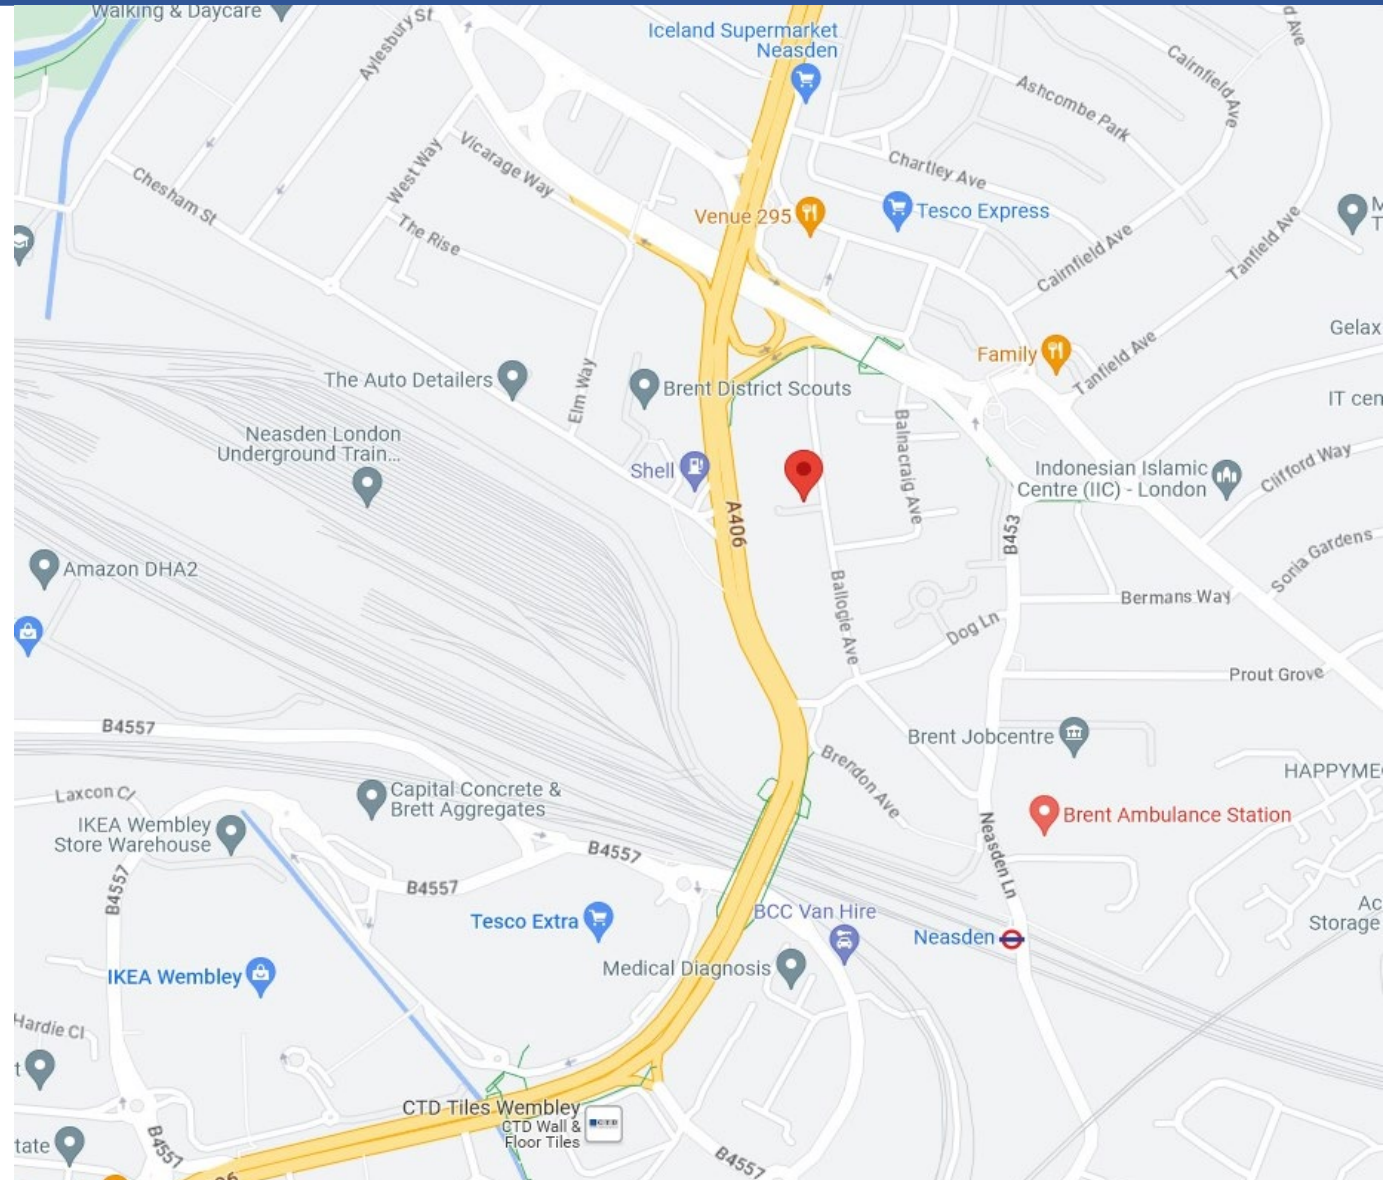 Walking & Daycare
Aylesbury St
Iceland Supermarket
Neasden
d Ave
Cairnfield Ave
Ashcombe Park
Chartley Ave
Vicarage Way
West Way
Chesham St
The Rise
Venue 295
Tesco Express
M
T
Cairnfield Ave
Tanfield Ave
Gelax
The Auto Detailers
Elm Way
Brent District Scouts
Family
Tanfield Ave
IT cen
Neasden London
Underground Train...
Shell
Balnacraig Ave
Indonesian Islamic
Centre (IIC) - London
Clifford Way
A406
B453
Soria Gardens
Amazon DHA2
Ballogie Ave
Bermans Way
Dog Ln
Prout Grove
B4557
Brent Jobcentre
Brendon Ave
HAPPYME
Laxcon Cl
Capital Concrete &
Brett Aggregates
IKEA Wembley
Store Warehouse
Brent Ambulance Station
B4557
Neasden Ln
B4557
B4557
Tesco Extra
BCC Van Hire
Ac
Storage
Neasden
IKEA Wembley
Medical Diagnosis
Hardie Cl
t
CTD Tiles Wembley
CTD Wall &
Floor Tiles
CTD
tate
B4557
B4557
06